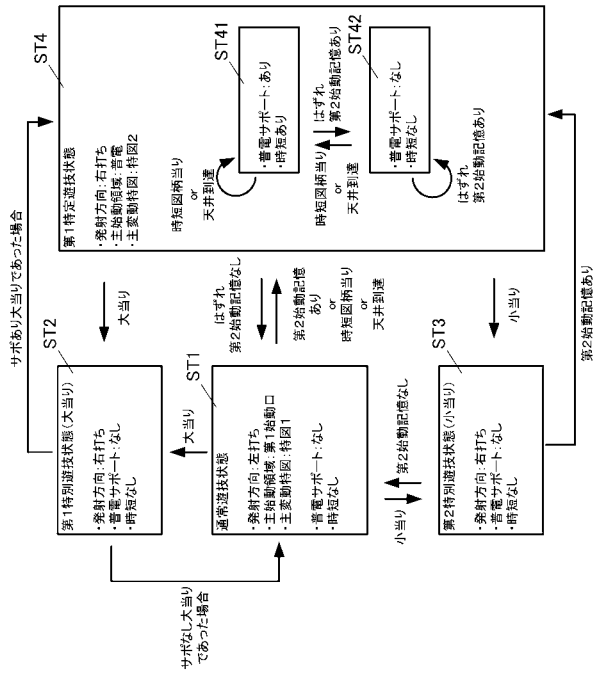 サポあり大当りであった場合
ST2
第1特別遊技状態(大当り)
・発射方向:右打ち
・普電サポート:なし
・時短なし
大当り
ST4
第1特定遊技状態
・発射方向:右打ち
・主始動領域:普電
・主変動特図:特図2
ST41
・普電サポート:あり
・時短あり
時短図柄当り
or
天井到達
はずれ
第2始動記憶あり
時短図柄当り
or
天井到達
ST42
・普電サポート:なし
・時短なし
はずれ
第2始動記憶あり
サポなし大当り
であった場合
大当り
ST1
通常遊技状態
・発射方向:左打ち
・主始動領域:第1始動口
・主変動特図:特図1
・普電サポート:なし
・時短なし
はずれ
第2始動記憶なし
第2始動記憶
あり
or
時短図柄当り
or
天井到達
小当り
第2始動記憶なし
ST3
第2特別遊技状態(小当り)
・発射方向:右打ち
・普電サポート:なし
・時短なし
小当り
第2始動記憶あり